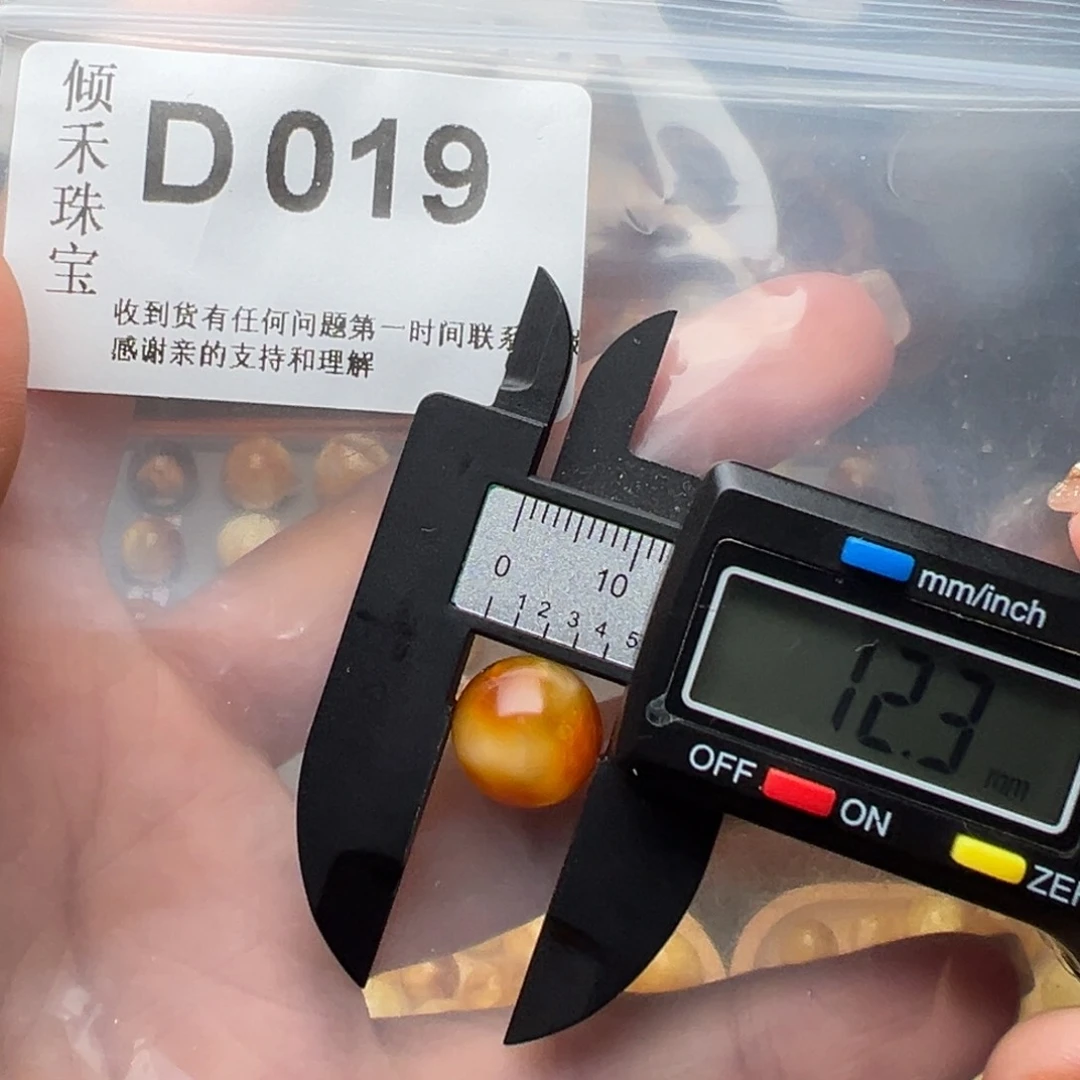 倾禾珠宝
D019
收到货有任何问题第一时间联系
感谢亲的支持和理解
0 10
1 2 3 4 5
mm/inch
12.3 mm
OFF ON